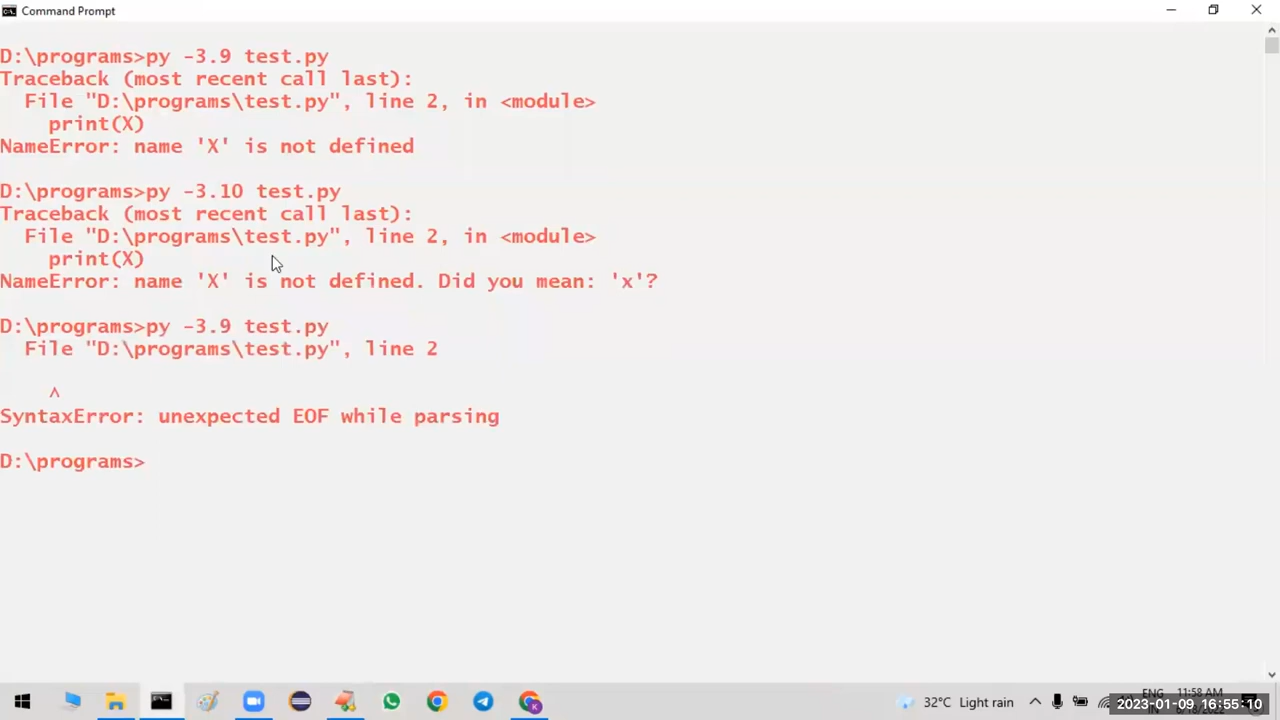 Command Prompt
D:\programs>py -3.9 test.py
Traceback (most recent call last):
  File "D:\programs\test.py", line 2, in <module>
    print(X)
NameError: name 'X' is not defined
D:\programs>py -3.10 test.py
Traceback (most recent call last):
  File "D:\programs\test.py", line 2, in <module>
    print(X)
NameError: name 'X' is not defined. Did you mean: 'x'?
D:\programs>py -3.9 test.py
  File "D:\programs\test.py", line 2
    ^
SyntaxError: unexpected EOF while parsing
D:\programs>
32°C Light rain
ENG
11:58 AM
2023-01-09, 16:55:10